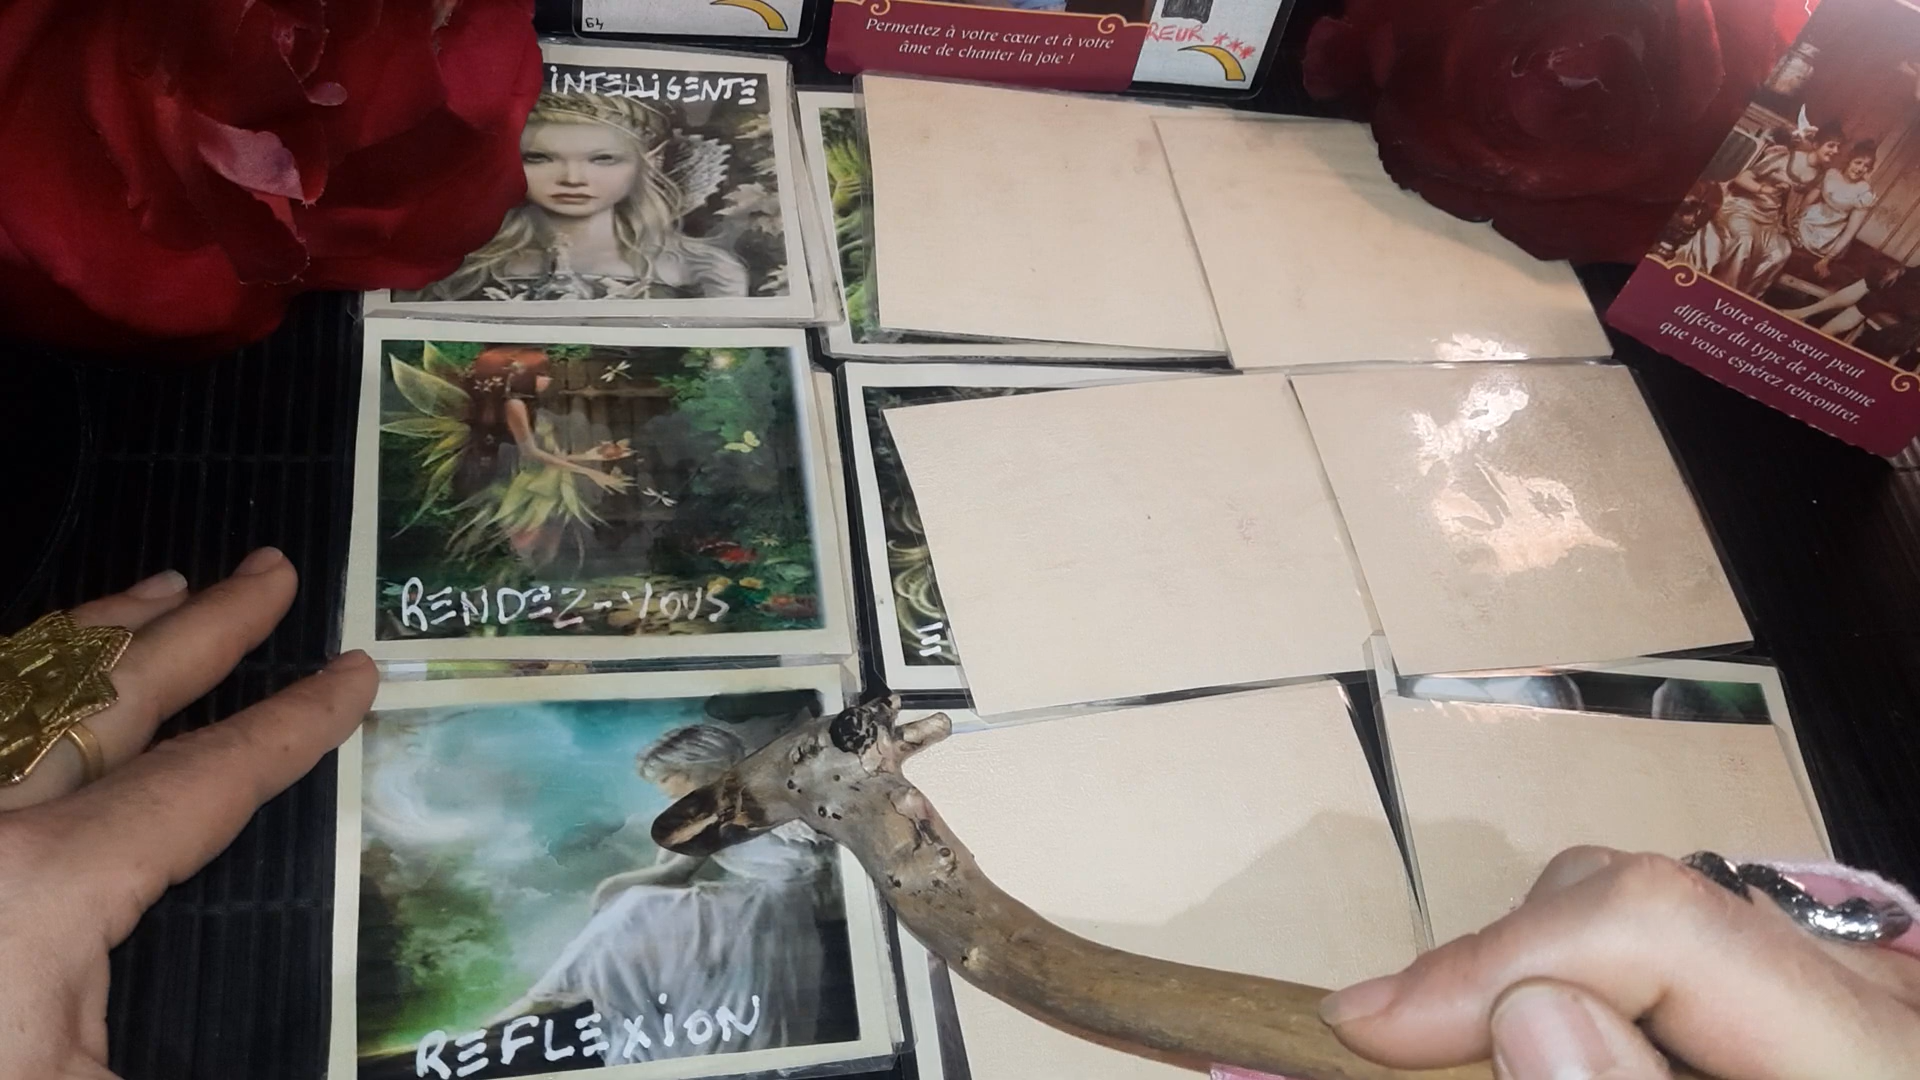 64
Permettez à votre cœur et à votre
âme de chanter la joie !
REUR ***
INTELLIGENTE
Votre âme sœur peut
différer du type de personne
que vous espérez rencontrer.
RENDEZ-VOUS
E
REFLEXION